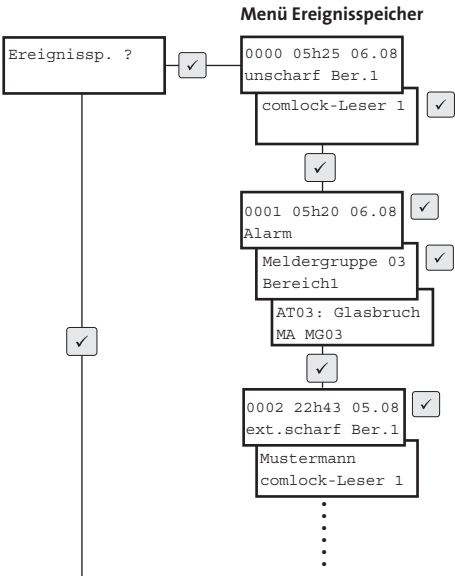 Menü Ereignisspeicher
Ereignissp. ?
0000 05h25 06.08
unscharf Ber.1
comlock-Leser 1
0001 05h20 06.08
Alarm
Meldergruppe 03
Bereich1
AT03: Glasbruch
MA MG03
0002 22h43 05.08
ext.scharf Ber.1
Mustermann
comlock-Leser 1